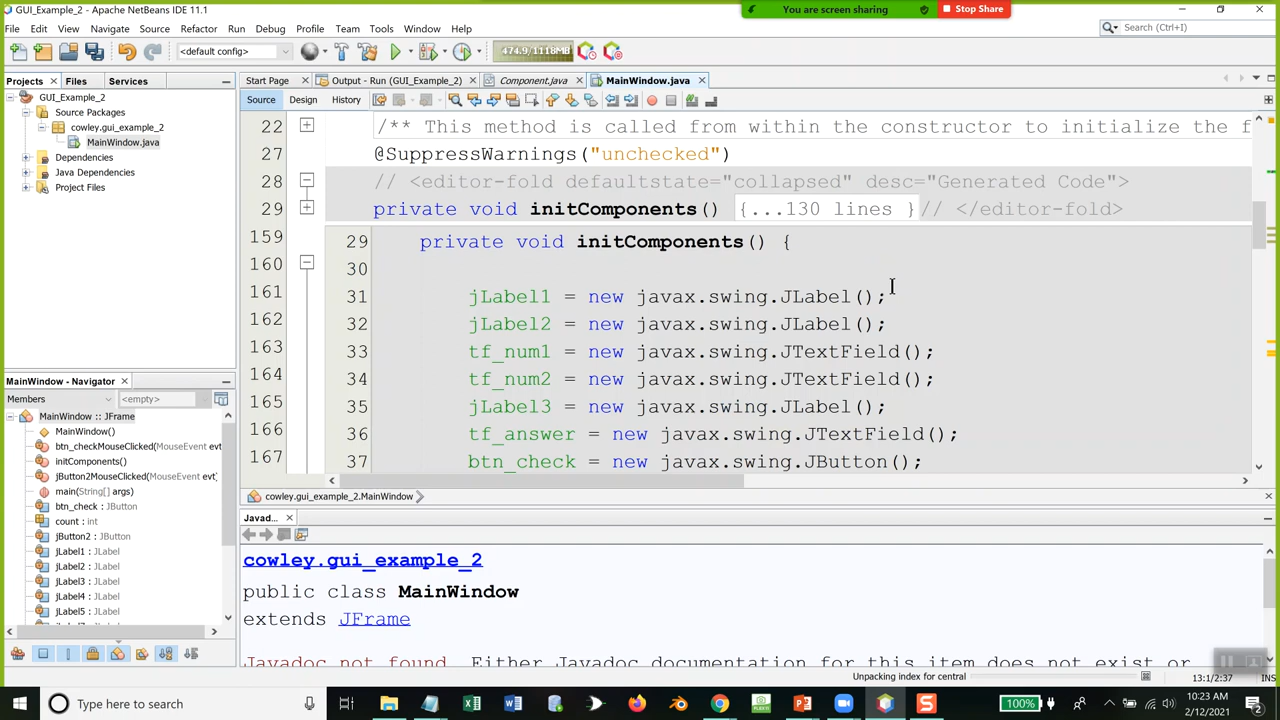 GUI_Example_2 - Apache NetBeans IDE 11.1
You are screen sharing
Stop Share
File Edit View Navigate Source Refactor Run Debug Profile Team Tools Window Help
Search (Ctrl+I)
<default config>
474.9/1118MB
Projects Files Services
Start Page Output - Run (GUI_Example_2) Component.java MainWindow.java
GUI_Example_2
Source Packages
cowley.gui_example_2
MainWindow.java
Dependencies
Java Dependencies
Project Files
Source Design History
22 /** This method is called from within the constructor to initialize the f
27 @SuppressWarnings("unchecked")
28 // <editor-fold defaultstate="collapsed" desc="Generated Code">
29 private void initComponents() {...130 lines }// </editor-fold>
159
160
161
162
163
164
165
166
167
29 private void initComponents() {
30
31 jLabel1 = new javax.swing.JLabel();
32 jLabel2 = new javax.swing.JLabel();
33 tf_num1 = new javax.swing.JTextField();
34 tf_num2 = new javax.swing.JTextField();
35 jLabel3 = new javax.swing.JLabel();
36 tf_answer = new javax.swing.JTextField();
37 btn_check = new javax.swing.JButton();
MainWindow - Navigator
Members <empty>
MainWindow :: JFrame
MainWindow()
btn_checkMouseClicked(MouseEvent evt
initComponents()
jButton2MouseClicked(MouseEvent evt)
main(String[] args)
btn_check : JButton
count : int
jButton2 : JButton
jLabel1 : JLabel
jLabel2 : JLabel
jLabel3 : JLabel
jLabel4 : JLabel
jLabel5 : JLabel
cowley.gui_example_2.MainWindow
Javad...
cowley.gui_example_2
public class MainWindow
extends JFrame
Javadoc not found. Either Javadoc documentation for this item does not exist or
Unpacking index for central
13:1/2:37 INS
Type here to search
100%
10:23 AM
2/12/2021
2